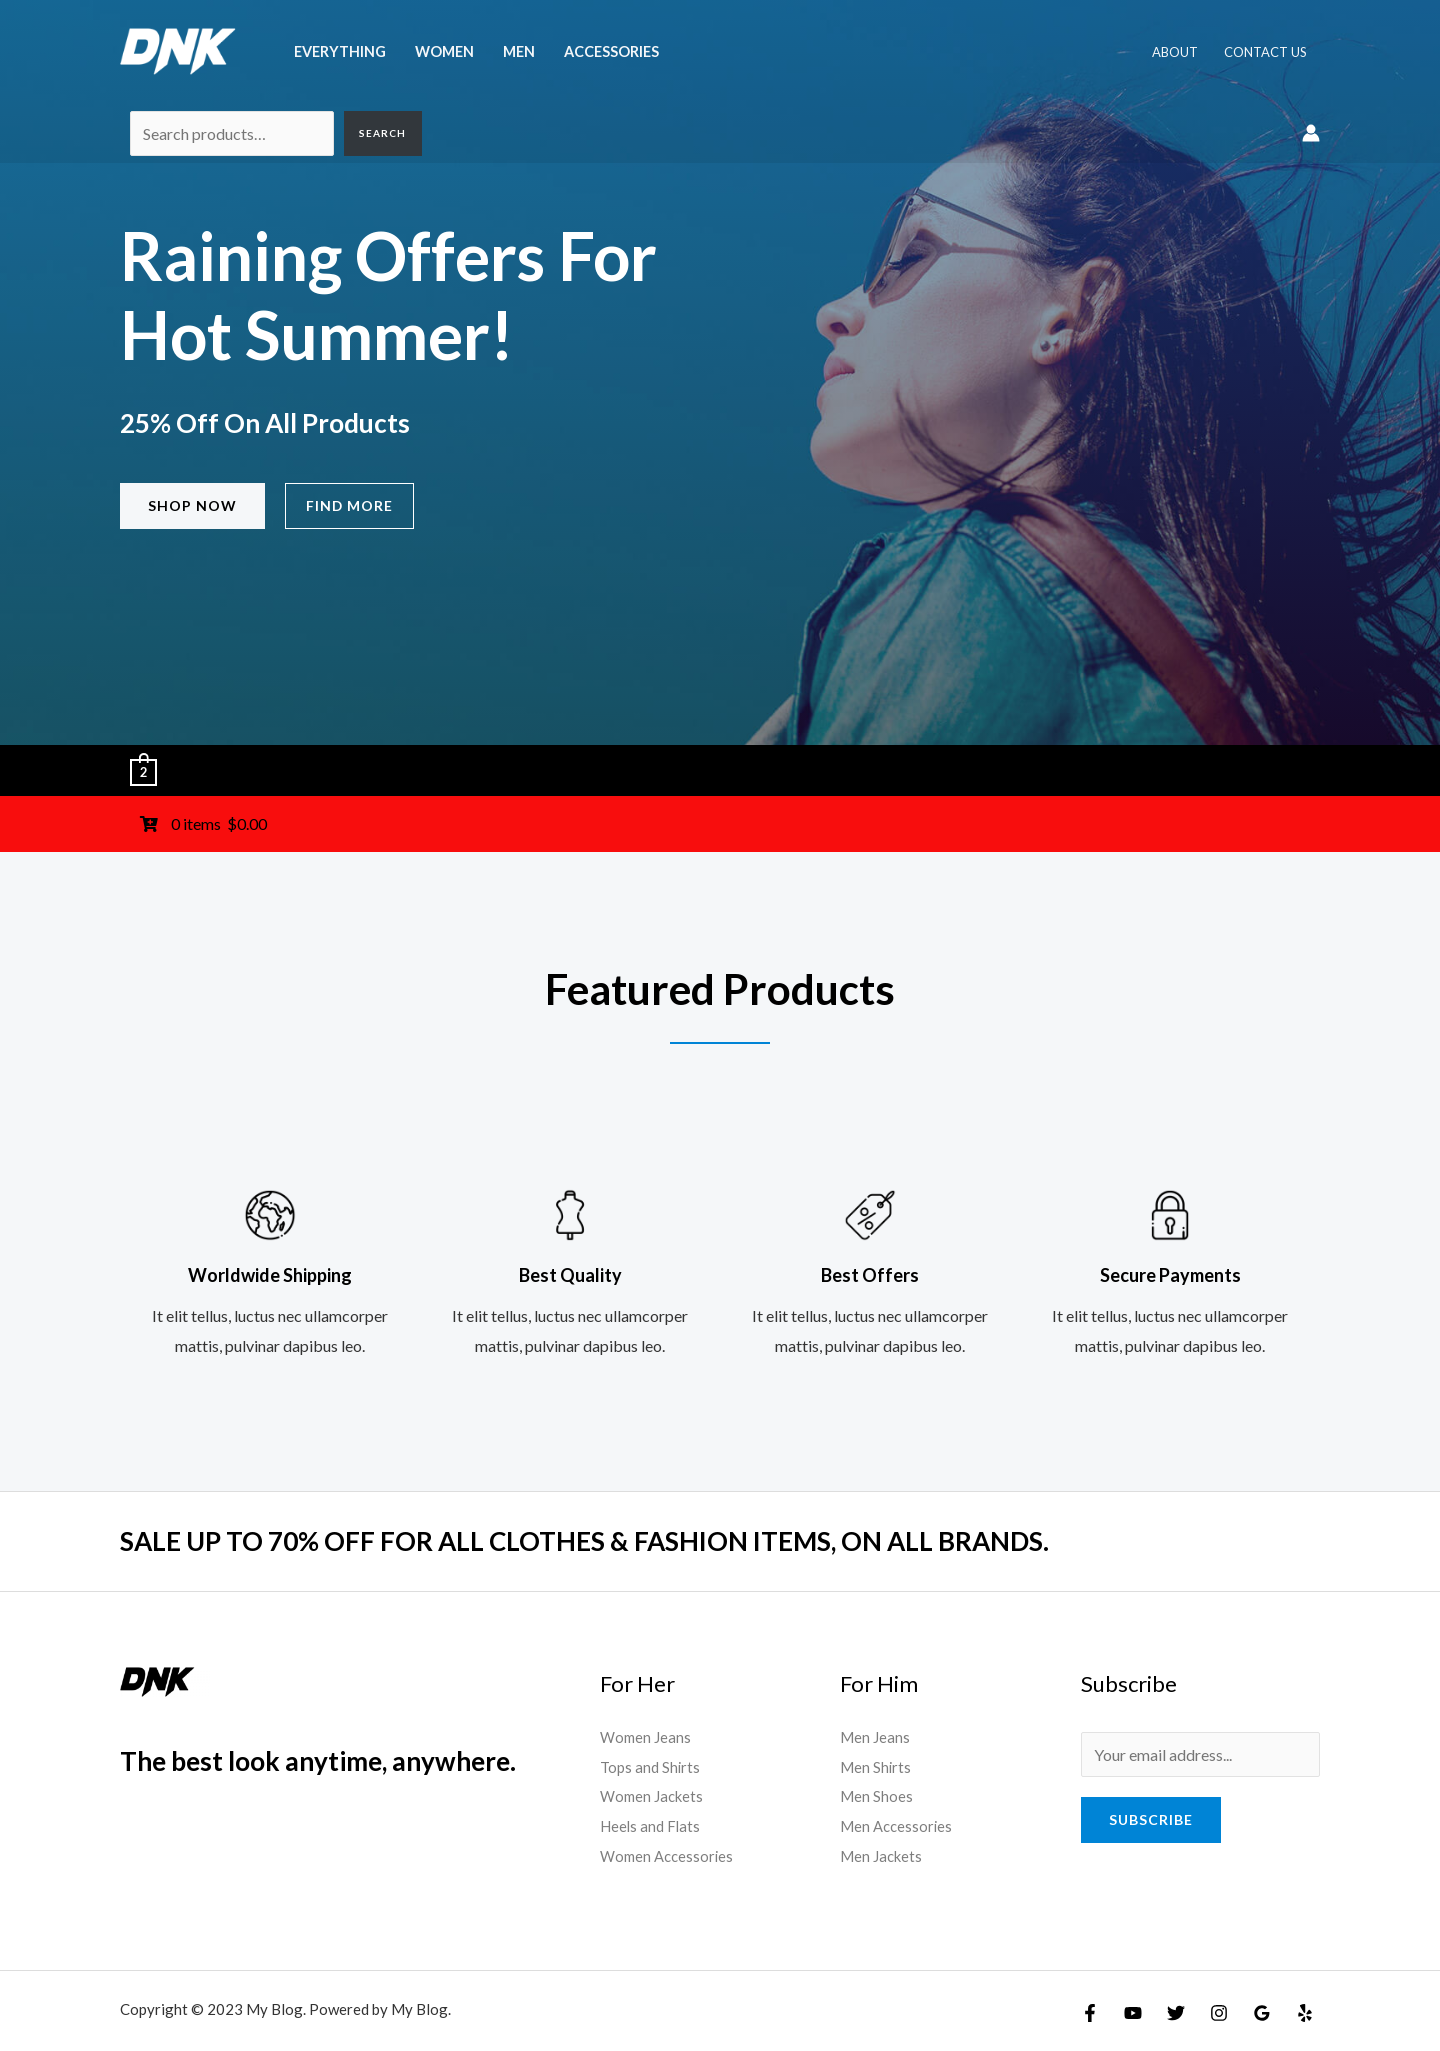 DNK
EVERYTHING WOMEN MEN ACCESSORIES ABOUT CONTACT US
Search products... SEARCH
Raining Offers For
Hot Summer!
25% Off On All Products
SHOP NOW FIND MORE
2
0 items $0.00
Featured Products
Worldwide Shipping
It elit tellus, luctus nec ullamcorper
mattis, pulvinar dapibus leo.
Best Quality
It elit tellus, luctus nec ullamcorper
mattis, pulvinar dapibus leo.
Best Offers
It elit tellus, luctus nec ullamcorper
mattis, pulvinar dapibus leo.
Secure Payments
It elit tellus, luctus nec ullamcorper
mattis, pulvinar dapibus leo.
SALE UP TO 70% OFF FOR ALL CLOTHES & FASHION ITEMS, ON ALL BRANDS.
DNK
The best look anytime, anywhere.
For Her
Women Jeans
Tops and Shirts
Women Jackets
Heels and Flats
Women Accessories
For Him
Men Jeans
Men Shirts
Men Shoes
Men Accessories
Men Jackets
Subscribe
Your email address...
SUBSCRIBE
Copyright © 2023 My Blog. Powered by My Blog.